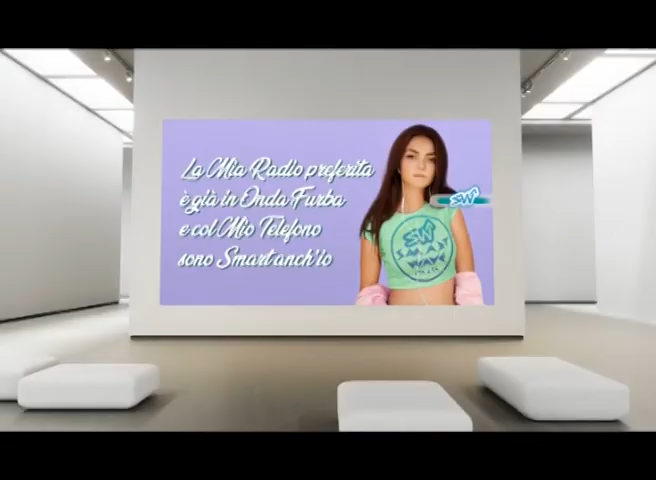 La Mia Radio preferita
è già in Onda Furba
e col Mio Telefono
sono Smart anch'io
SW
SW
SMART
WAVE
ITALIA